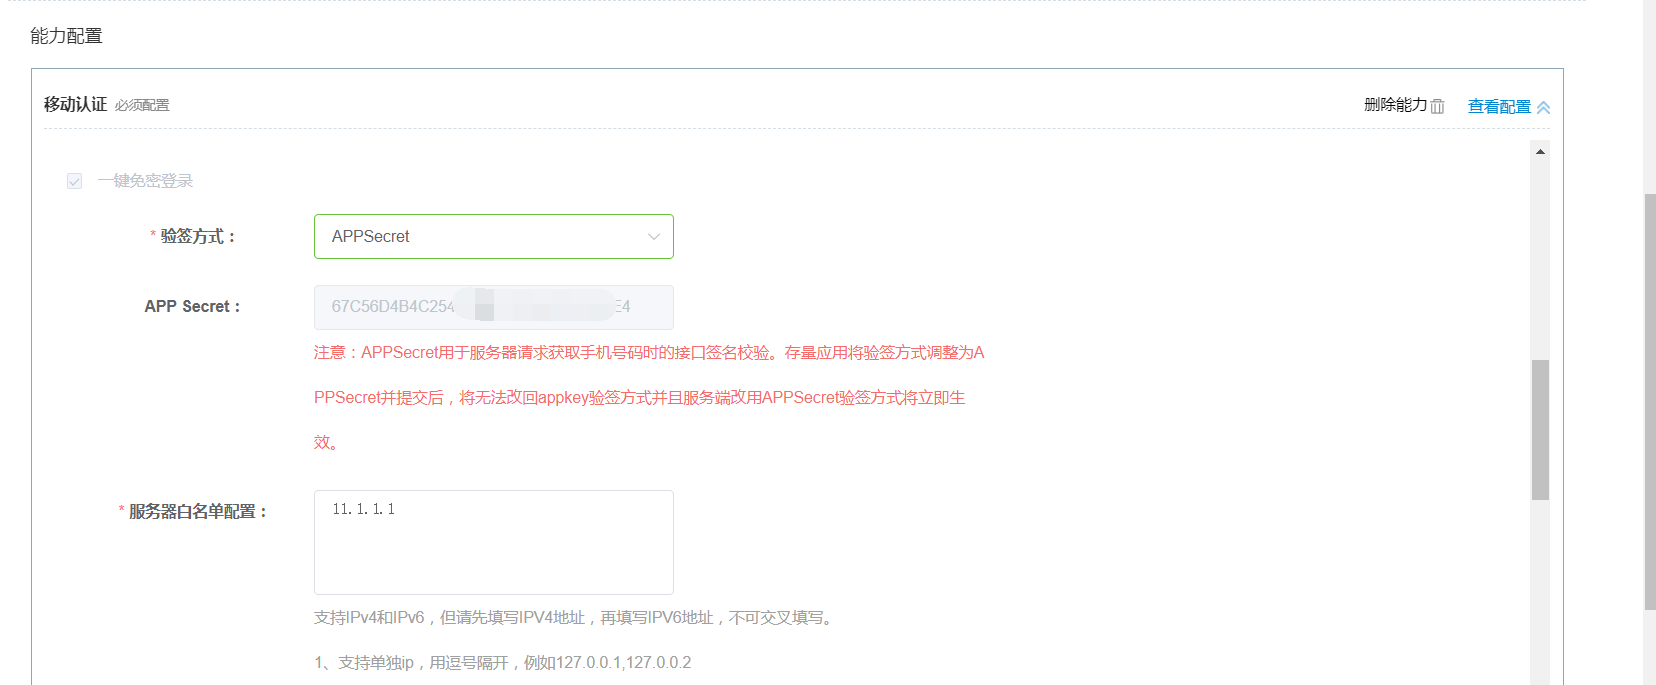 能力配置
移动认证 必须配置 删除能力 查看配置
一键免密登录
* 验签方式： APPSecret
APP Secret： 67C56D4B4C254 E4
注意：APPSecret用于服务器请求获取手机号码时的接口签名校验。存量应用将验签方式调整为A
PPSecret并提交后，将无法改回appkey验签方式并且服务端改用APPSecret验签方式将立即生
效。
* 服务器白名单配置： 11.1.1.1
支持IPv4和IPv6，但请先填写IPV4地址，再填写IPV6地址，不可交叉填写。
1、支持单独ip，用逗号隔开，例如127.0.0.1,127.0.0.2